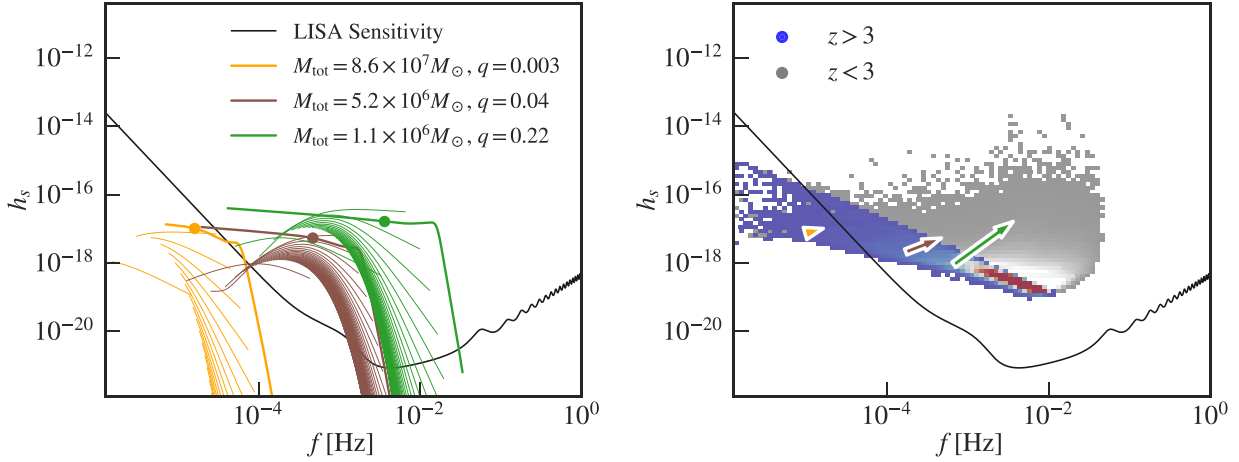 LISA Sensitivity
M_tot = 8.6 × 10^7 M_⊙, q = 0.003
M_tot = 5.2 × 10^6 M_⊙, q = 0.04
M_tot = 1.1 × 10^6 M_⊙, q = 0.22
10^−12
10^−14
10^−16
10^−18
10^−20
h_s
10^−4
10^−2
10^0
f [Hz]
z > 3
z < 3
10^−12
10^−14
10^−16
10^−18
10^−20
h_s
10^−4
10^−2
10^0
f [Hz]